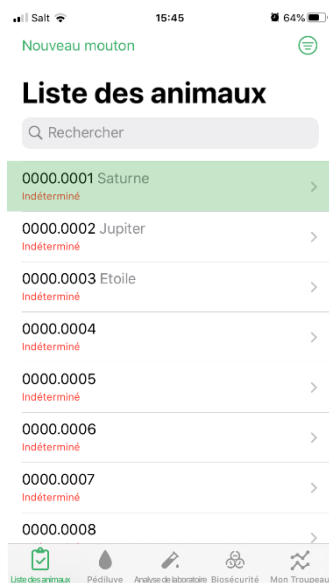 Salt 15:45 64%
Nouveau mouton
Liste des animaux
Rechercher
0000.0001 Saturne
Indéterminé
0000.0002 Jupiter
Indéterminé
0000.0003 Etoile
Indéterminé
0000.0004
Indéterminé
0000.0005
Indéterminé
0000.0006
Indéterminé
0000.0007
Indéterminé
0000.0008
Liste des animaux Pédiluve Analyse de laboratoire Biosécurité Mon Troupeau